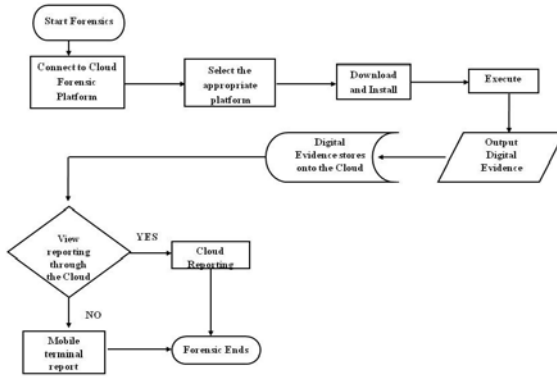 Start Forensics
Connect to Cloud
Forensic
Platform
Select the
appropriate
platform
Download
and Install
Execute
Output
Digital
Evidence
Digital
Evidence stores
onto the Cloud
View
reporting
through
the Cloud
YES
Cloud
Reporting
NO
Mobile
terminal
report
Forensic Ends